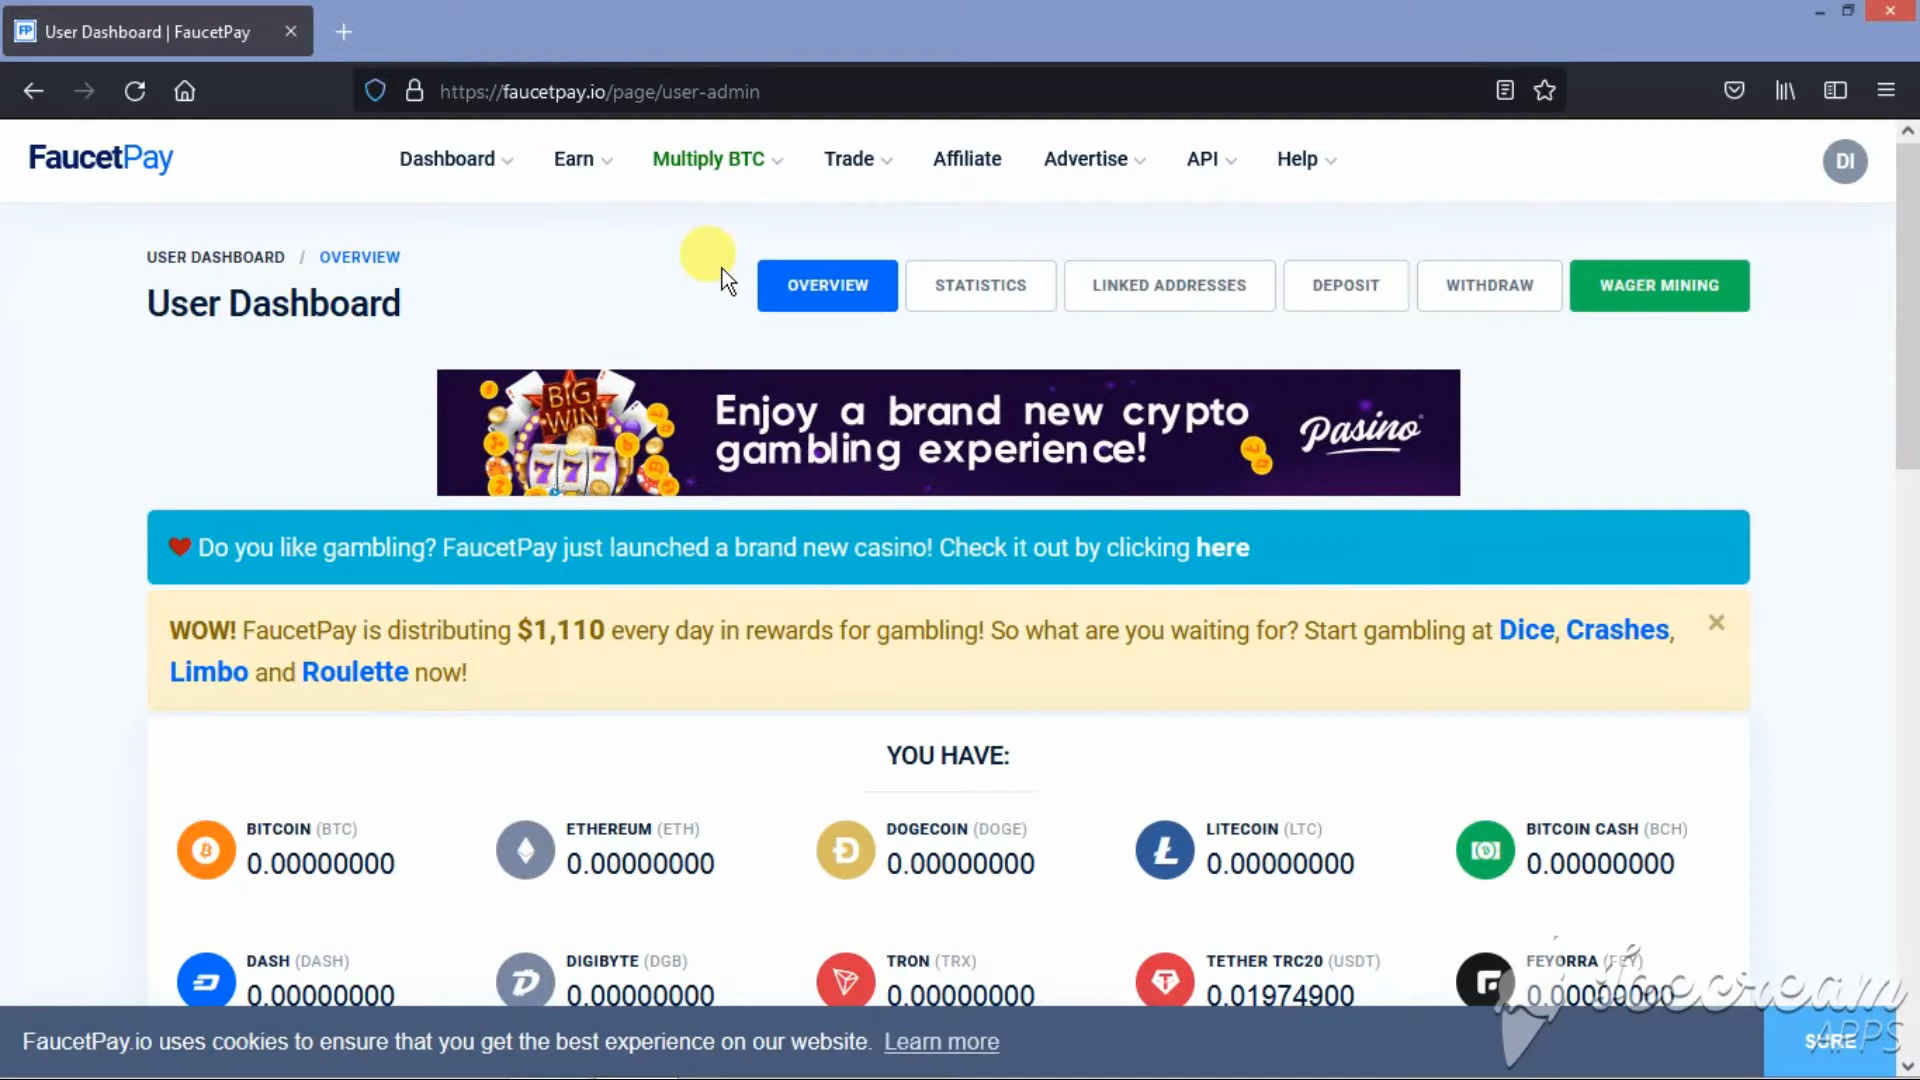 User Dashboard | FaucetPay
https://faucetpay.io/page/user-admin
FaucetPay
Dashboard Earn Multiply BTC Trade Affiliate Advertise API Help
DI
USER DASHBOARD / OVERVIEW
User Dashboard
OVERVIEW STATISTICS LINKED ADDRESSES DEPOSIT WITHDRAW WAGER MINING
BIG
WIN
777
Enjoy a brand new crypto
gambling experience!
Pasino
Do you like gambling? FaucetPay just launched a brand new casino! Check it out by clicking here
WOW! FaucetPay is distributing $1,110 every day in rewards for gambling! So what are you waiting for? Start gambling at Dice, Crashes,
Limbo and Roulette now!
YOU HAVE:
BITCOIN (BTC) ETHEREUM (ETH) DOGECOIN (DOGE) LITECOIN (LTC) BITCOIN CASH (BCH)
0.00000000 0.00000000 0.00000000 0.00000000 0.00000000
DASH (DASH) DIGIBYTE (DGB) TRON (TRX) TETHER TRC20 (USDT) FEYORRA (FEY)
0.00000000 0.00000000 0.00000000 0.01974900 0.00000000
Icecream
APPS
FaucetPay.io uses cookies to ensure that you get the best experience on our website. Learn more
SURE